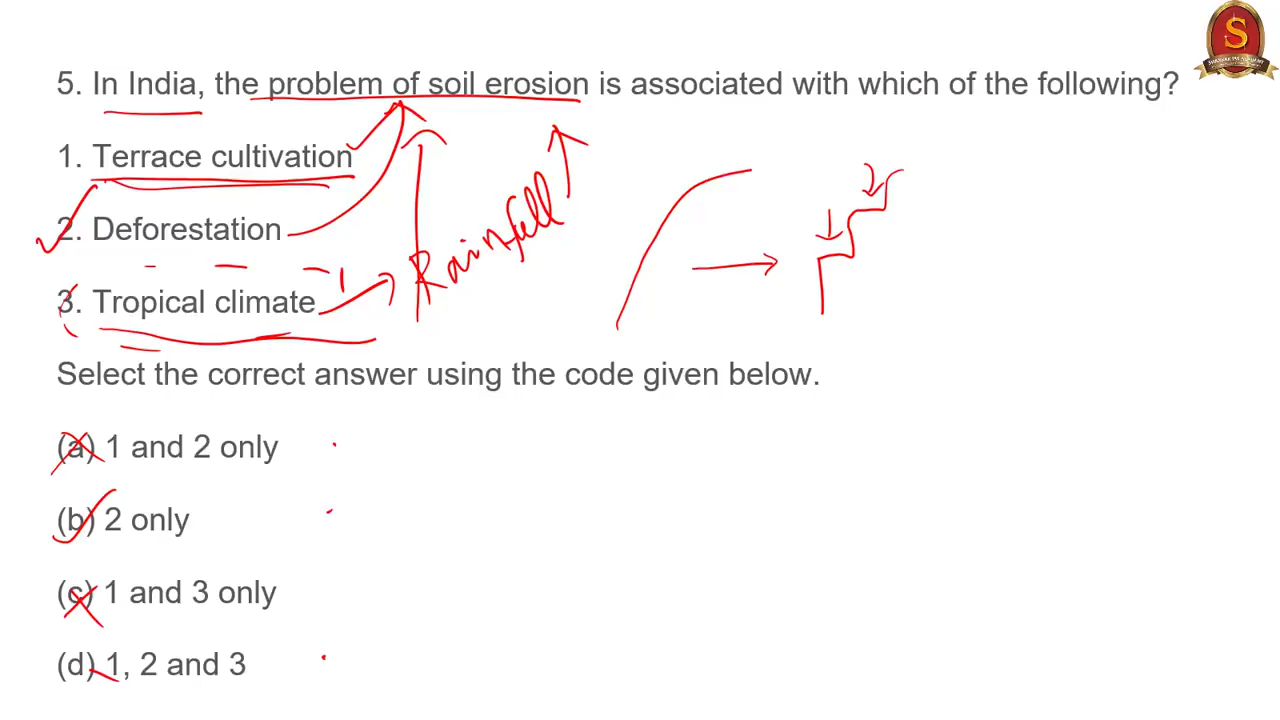 S
5. In India, the problem of soil erosion is associated with which of the following?
1. Terrace cultivation
2. Deforestation
Rainfall
3. Tropical climate
Select the correct answer using the code given below.
(a) 1 and 2 only
(b) 2 only
(c) 1 and 3 only
(d) 1, 2 and 3